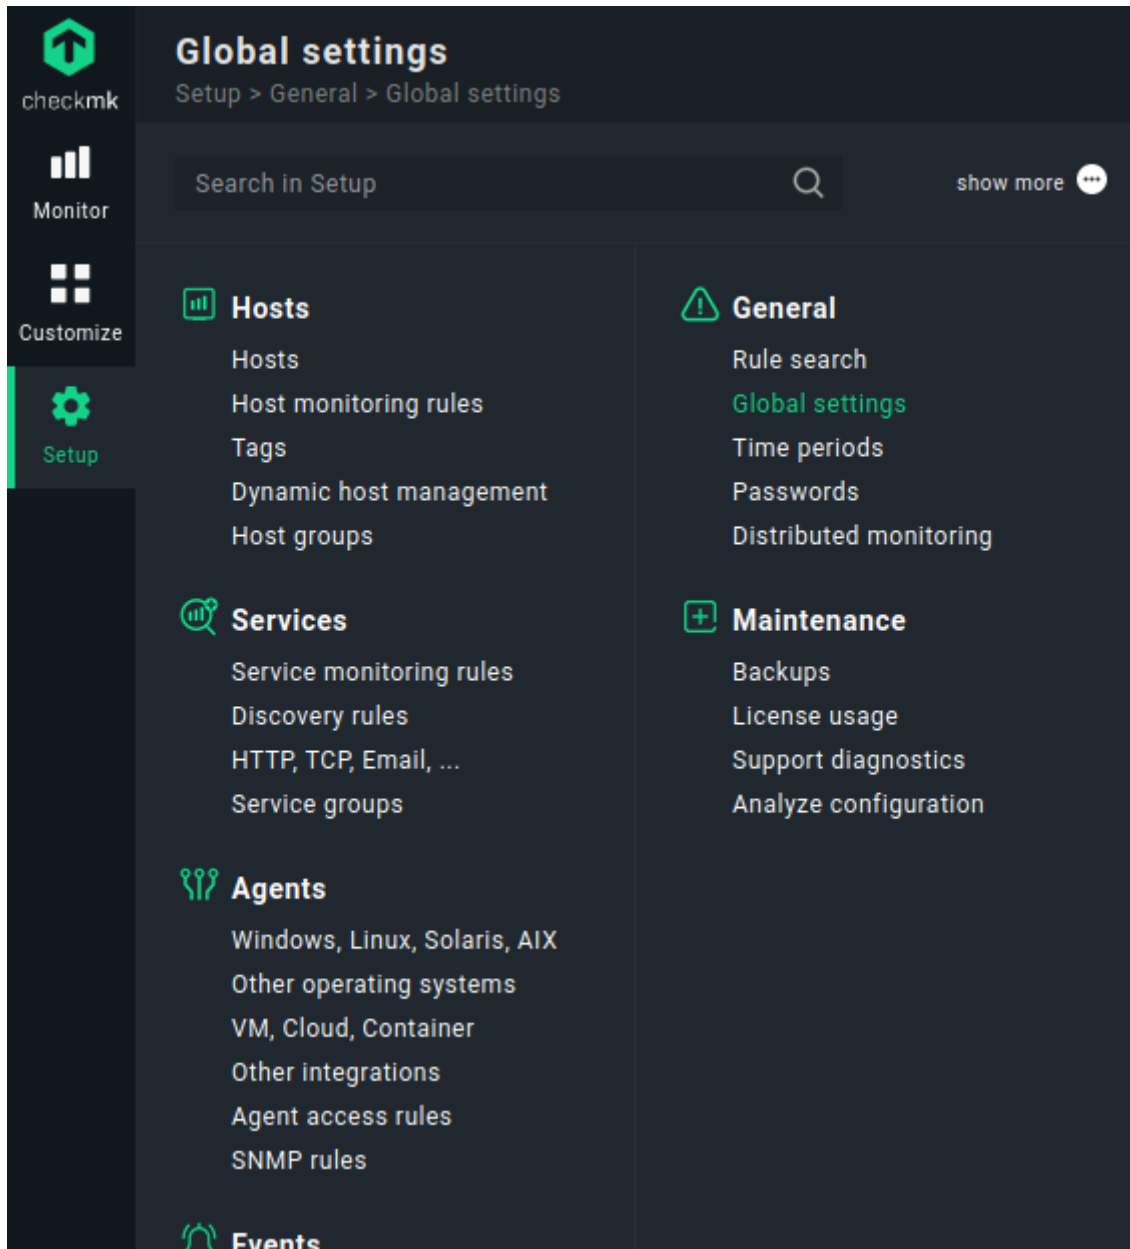 checkmk
Monitor
Customize
Setup
Global settings
Setup > General > Global settings
Search in Setup
show more
Hosts
Hosts
Host monitoring rules
Tags
Dynamic host management
Host groups
Services
Service monitoring rules
Discovery rules
HTTP, TCP, Email, ...
Service groups
Agents
Windows, Linux, Solaris, AIX
Other operating systems
VM, Cloud, Container
Other integrations
Agent access rules
SNMP rules
Events
General
Rule search
Global settings
Time periods
Passwords
Distributed monitoring
Maintenance
Backups
License usage
Support diagnostics
Analyze configuration